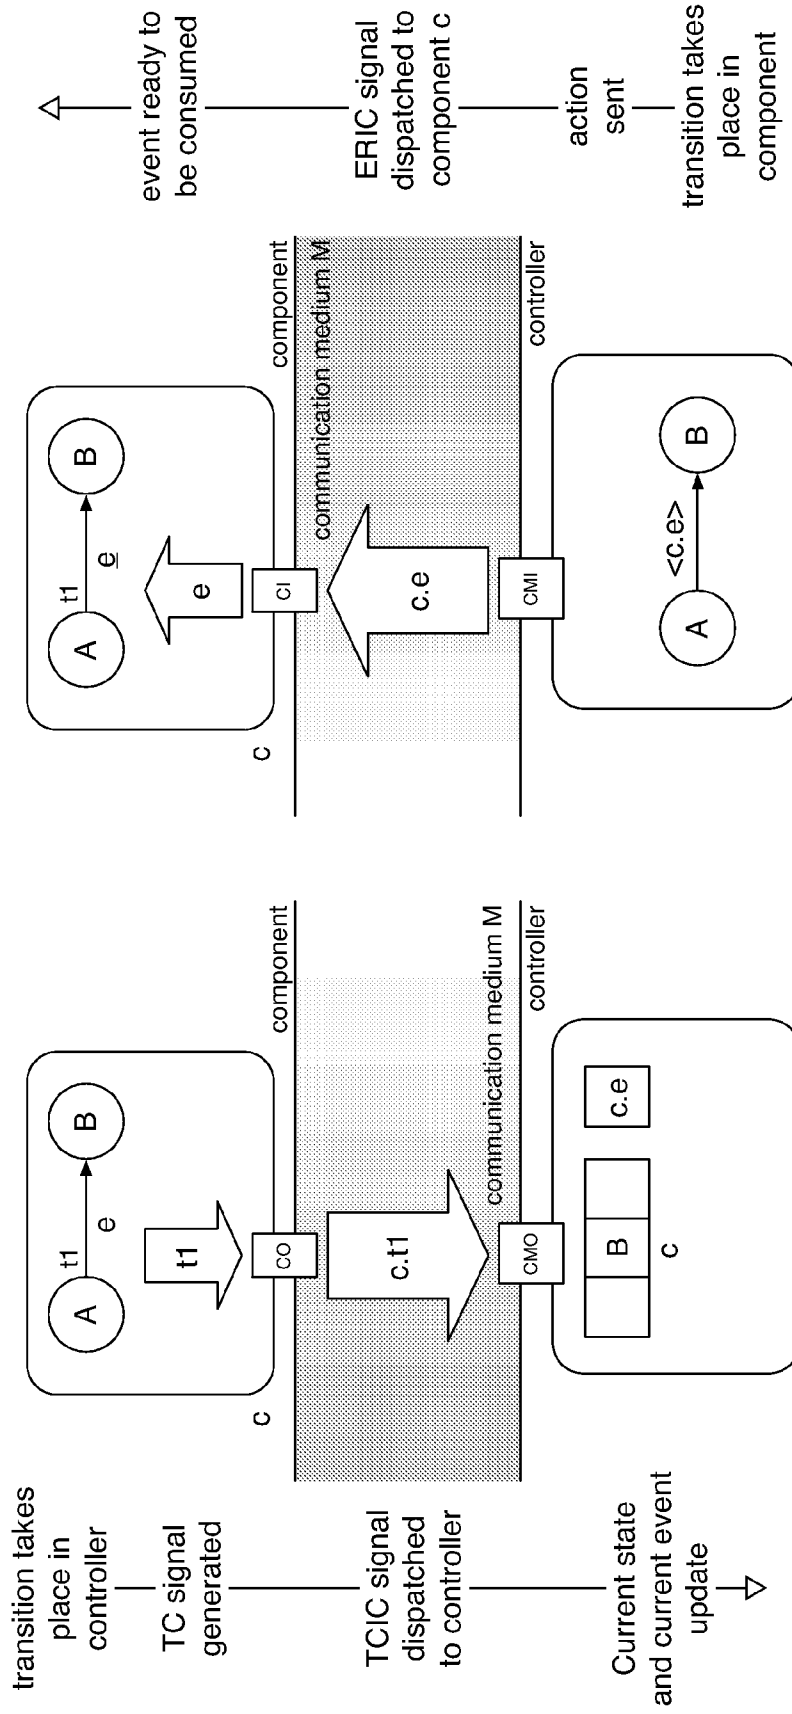 transition takes
place in
controller
TC signal
generated
TCIC signal
dispatched
to controller
Current state
and current event
update
c
A
t1
e
B
t1
CO
component
c.t1
communication medium M
CMO
controller
B
c
c.e
c
A
t1
e
B
e
CI
component
communication medium M
c.e
CMI
controller
A
<c.e>
B
event ready to
be consumed
ERIC signal
dispatched to
component c
action
sent
transition takes
place in
component